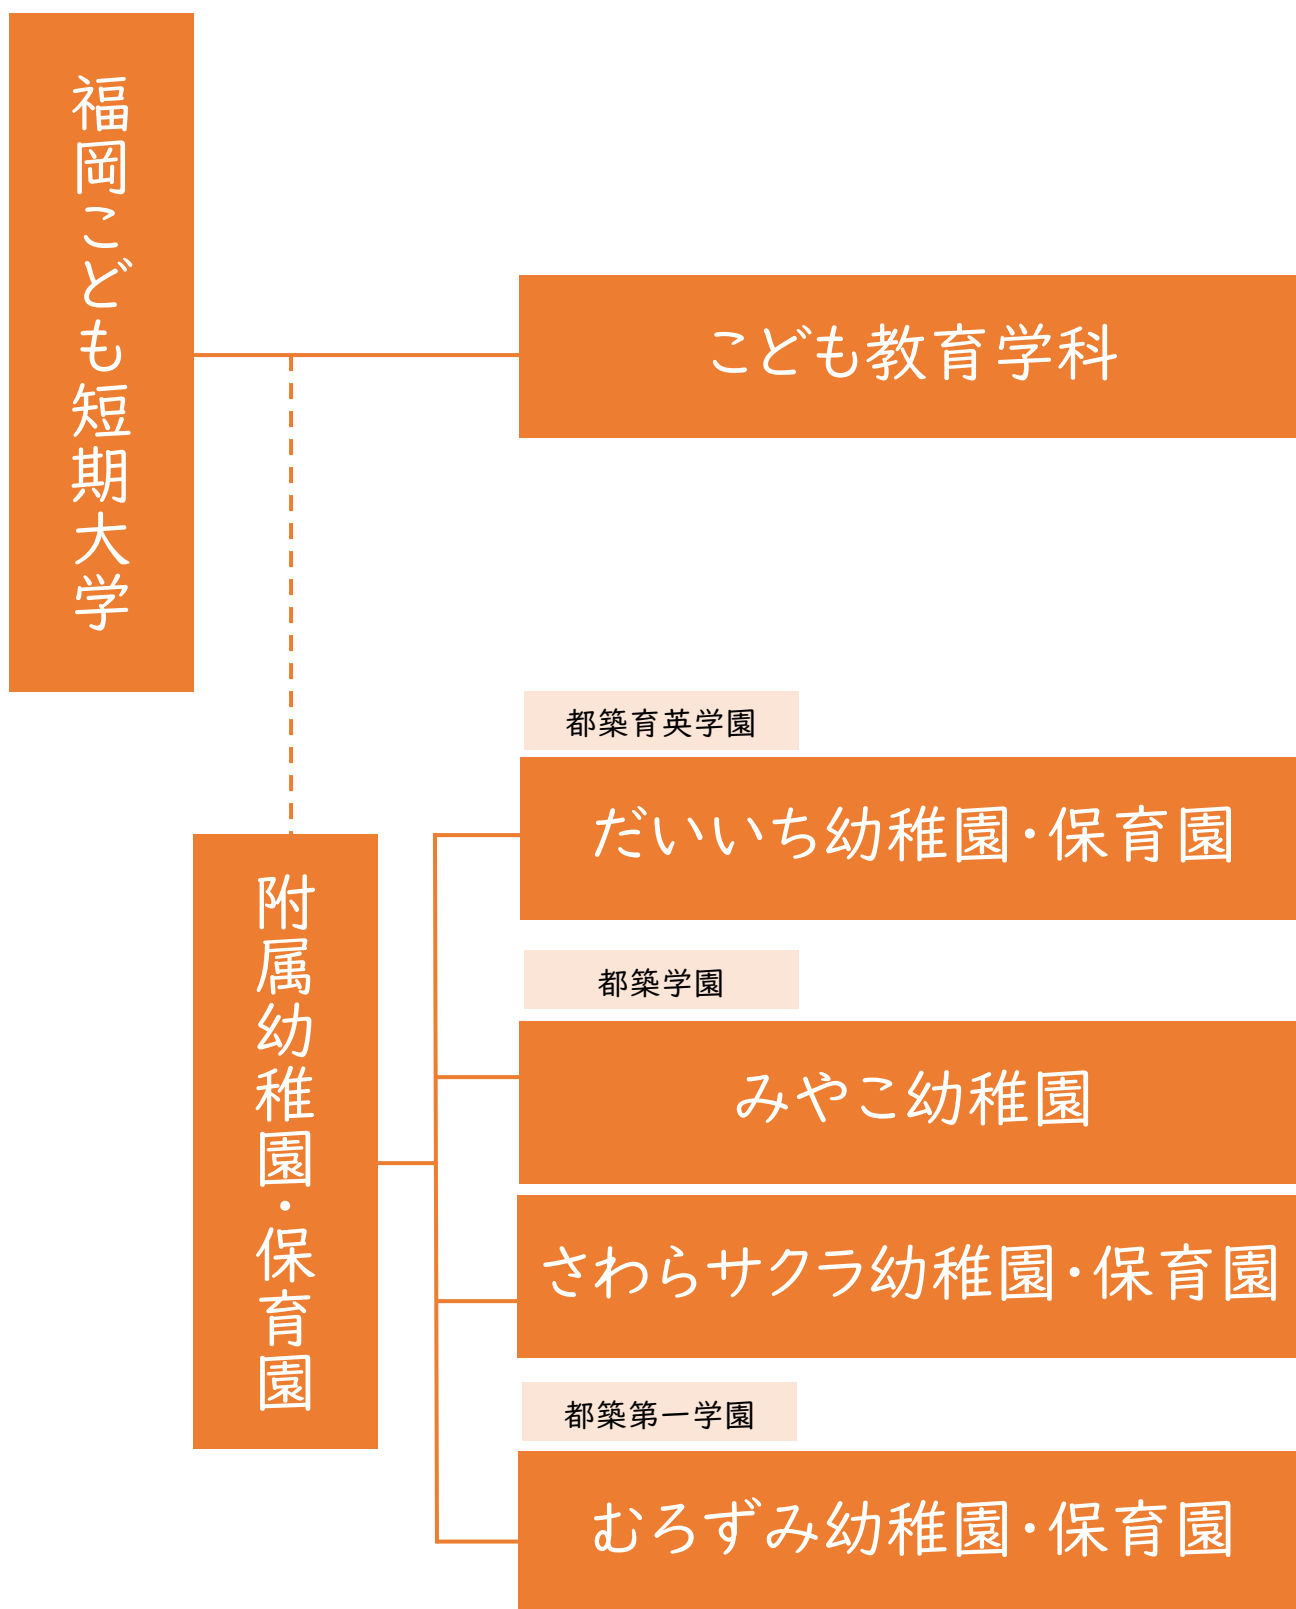 福岡こども短期大学
こども教育学科
附属幼稚園・保育園
都築育英学園
だいいち幼稚園・保育園
都築学園
みやこ幼稚園
さわらサクラ幼稚園・保育園
都築第一学園
むろずみ幼稚園・保育園